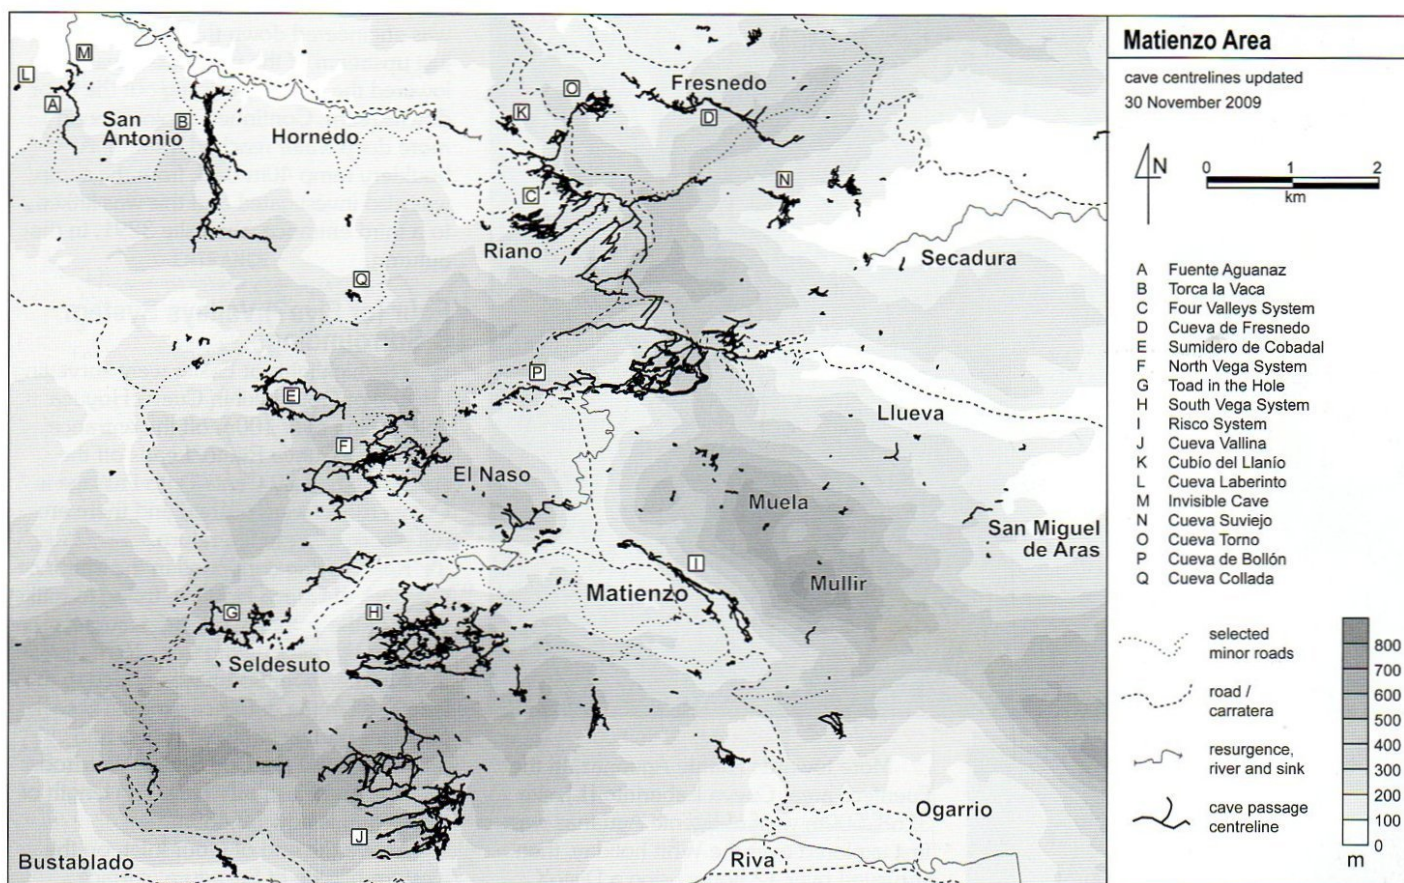 M
L
O
Fresnedo
A
San
Antonio
B
Hornedo
K
D
N
C
Riano
Secadura
Q
P
E
Llueva
F
El Naso
Muela
San Miguel
de Aras
I
Mullir
Matienzo
G
H
Seldesuto
J
Ogarrio
Bustablado
Riva
Matienzo Area
cave centrelines updated
30 November 2009
N
0 1 2
km
A Fuente Aguanaz
B Torca la Vaca
C Four Valleys System
D Cueva de Fresnedo
E Sumidero de Cobadal
F North Vega System
G Toad in the Hole
H South Vega System
I Risco System
J Cueva Vallina
K Cubío del Llanío
L Cueva Laberinto
M Invisible Cave
N Cueva Suviejo
O Cueva Torno
P Cueva de Bollón
Q Cueva Collada
selected
minor roads
road /
carratera
resurgence,
river and sink
cave passage
centreline
800
700
600
500
400
300
200
100
0
m